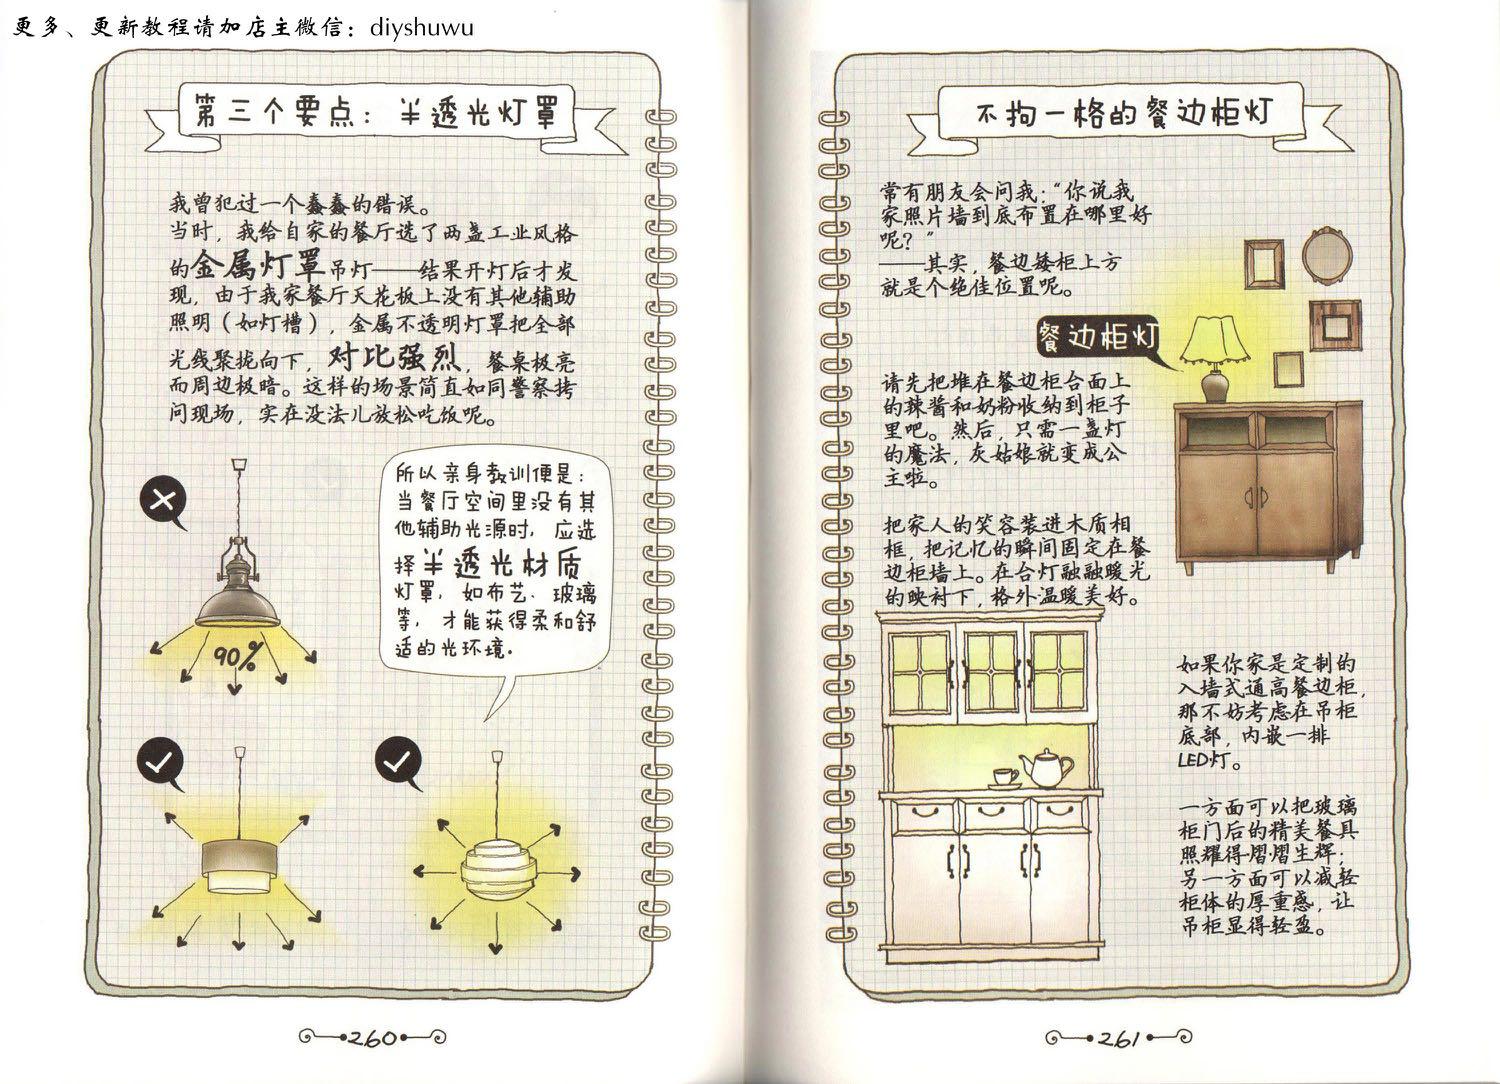 更多、更新教程请加店主微信：diyshuwu
第三个要点：半透光灯罩
我曾犯过一个蠢蠢的错误。
当时，我给自家的餐厅选了两盏工业风格
的金属灯罩吊灯——结果开灯后才发
现，由于我家餐厅天花板上没有其他辅助
照明（如灯槽），金属不透明灯罩把全部
光线聚拢向下，对比强烈，餐桌极亮
而周边极暗。这样的场景简直如同警察拷
问现场，实在没法儿放松吃饭呢。
所以亲身教训便是：
当餐厅空间里没有其
他辅助光源时，应选
择半透光材质
灯罩，如布艺、玻璃
等，才能获得柔和舒
适的光环境.
90%
260
不拘一格的餐边柜灯
常有朋友会问我：“你说我
家照片墙到底布置在哪里好
呢？”
——其实，餐边矮柜上方
就是个绝佳位置呢。
餐边柜灯
请先把堆在餐边柜台面上
的辣酱和奶粉收纳到柜子
里吧。然后，只需一盏灯
的魔法，灰姑娘就变成公
主啦。
把家人的笑容装进木质相
框，把记忆的瞬间固定在餐
边柜墙上。在台灯融融暖光
的映衬下，格外温暖美好。
如果你家是定制的
入墙式通高餐边柜，
那不妨考虑在吊柜
底部，内嵌一排
LED灯。
一方面可以把玻璃
柜门后的精美餐具
照耀得熠熠生辉；
另一方面可以减轻
柜体的厚重感，让
吊柜显得轻盈。
261